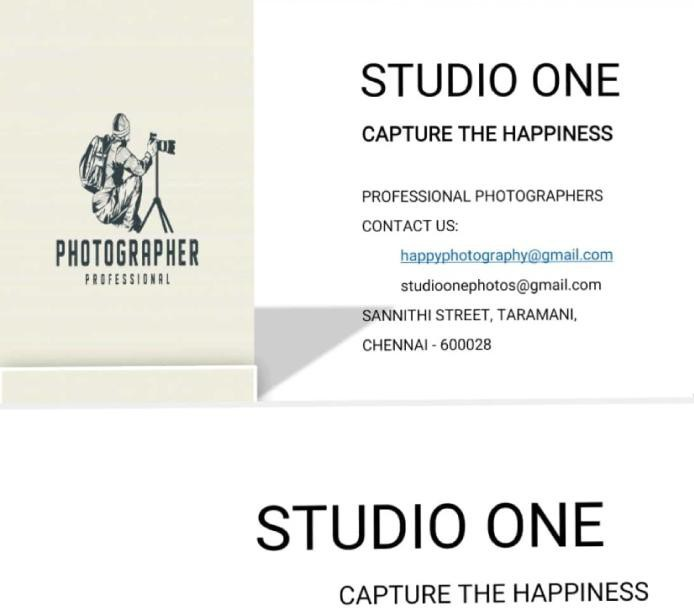 PHOTOGRAPHER
PROFESSIONAL
STUDIO ONE
CAPTURE THE HAPPINESS
PROFESSIONAL PHOTOGRAPHERS
CONTACT US:
happyphotography@gmail.com
studioonephotos@gmail.com
SANNITHI STREET, TARAMANI,
CHENNAI - 600028
STUDIO ONE
CAPTURE THE HAPPINESS